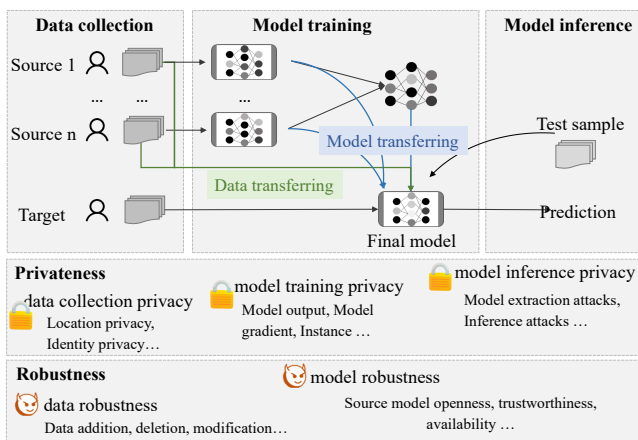 Data collection
Model training
Model inference
Source 1
...
...
Source n
Test sample
Model transferring
Data transferring
Target
Prediction
Final model
Privateness
data collection privacy
Location privacy,
Identity privacy…
model training privacy
Model output, Model
gradient, Instance …
model inference privacy
Model extraction attacks,
Inference attacks …
Robustness
data robustness
Data addition, deletion, modification…
model robustness
Source model openness, trustworthiness,
availability …